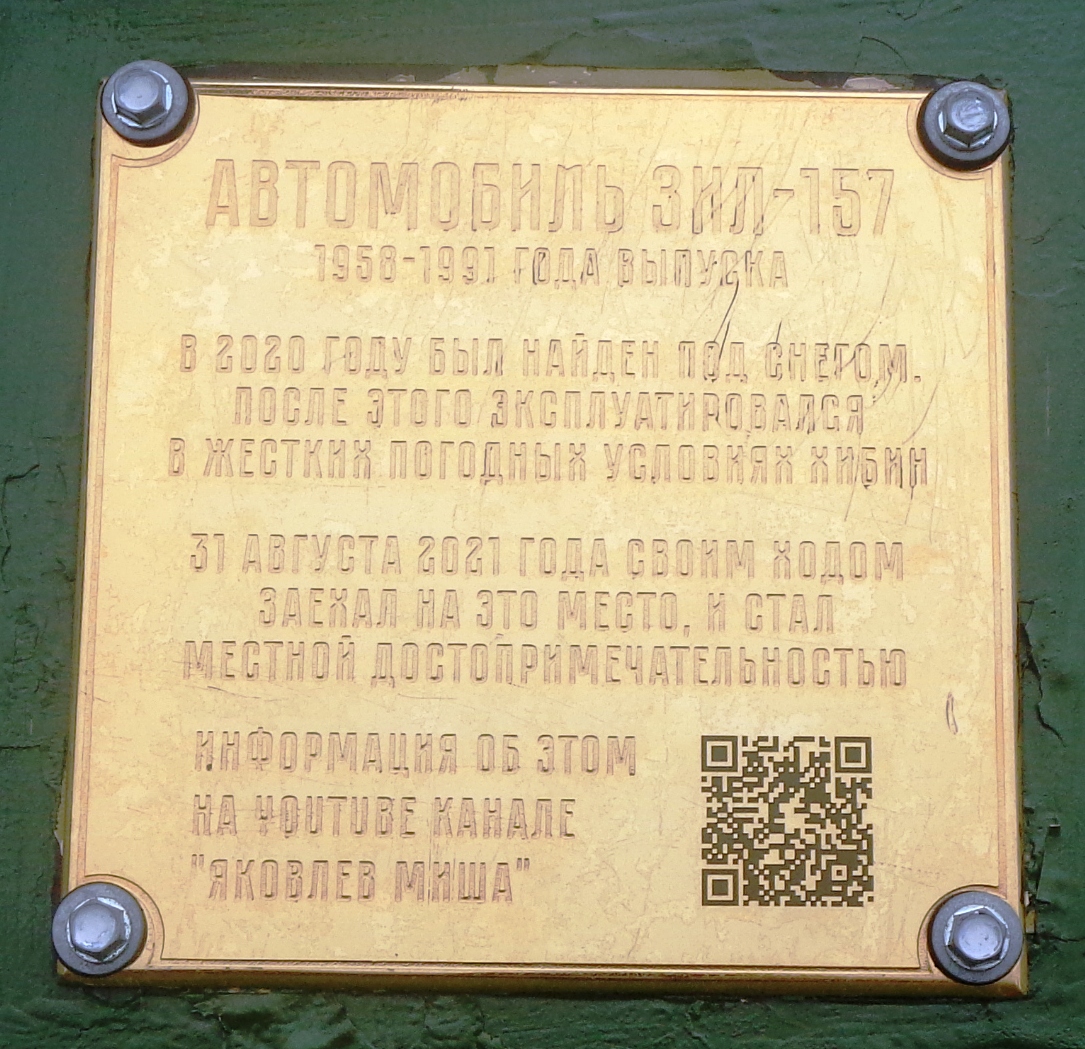 АВТОМОБИЛЬ ЗИЛ-157
1958-1991 ГОДА ВЫПУСКА
В 2020 ГОДУ БЫЛ НАЙДЕН ПОД СНЕГОМ.
ПОСЛЕ ЭТОГО ЭКСПЛУАТИРОВАЛСЯ
В ЖЕСТКИХ ПОГОДНЫХ УСЛОВИЯХ ХИБИН
31 АВГУСТА 2021 ГОДА СВОИМ ХОДОМ
ЗАЕХАЛ НА ЭТО МЕСТО, И СТАЛ
МЕСТНОЙ ДОСТОПРИМЕЧАТЕЛЬНОСТЬЮ
ИНФОРМАЦИЯ ОБ ЭТОМ
НА YOUTUBE КАНАЛЕ
"ЯКОВЛЕВ МИША"